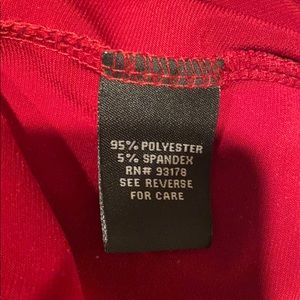 95% POLYESTER
5% SPANDEX
RN# 93178
SEE REVERSE
FOR CARE